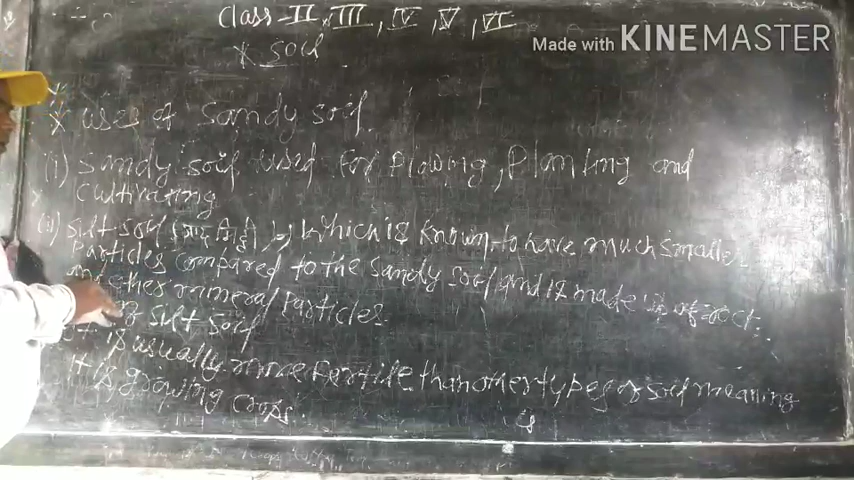 Class-II, III, IV, V, VI
Made with KINEMASTER
* Soil
* uses of Sandy soil
(i) Sandy soil used for Plowing, Planting and
Cultivating
(ii) Silt soil :-) Which is known to have much smaller
Particles compared to the Sandy soil and is made of rock
and other mineral Particles
of silt soil
It is usually more fertile than other types of soil meaning
It is growing crops.